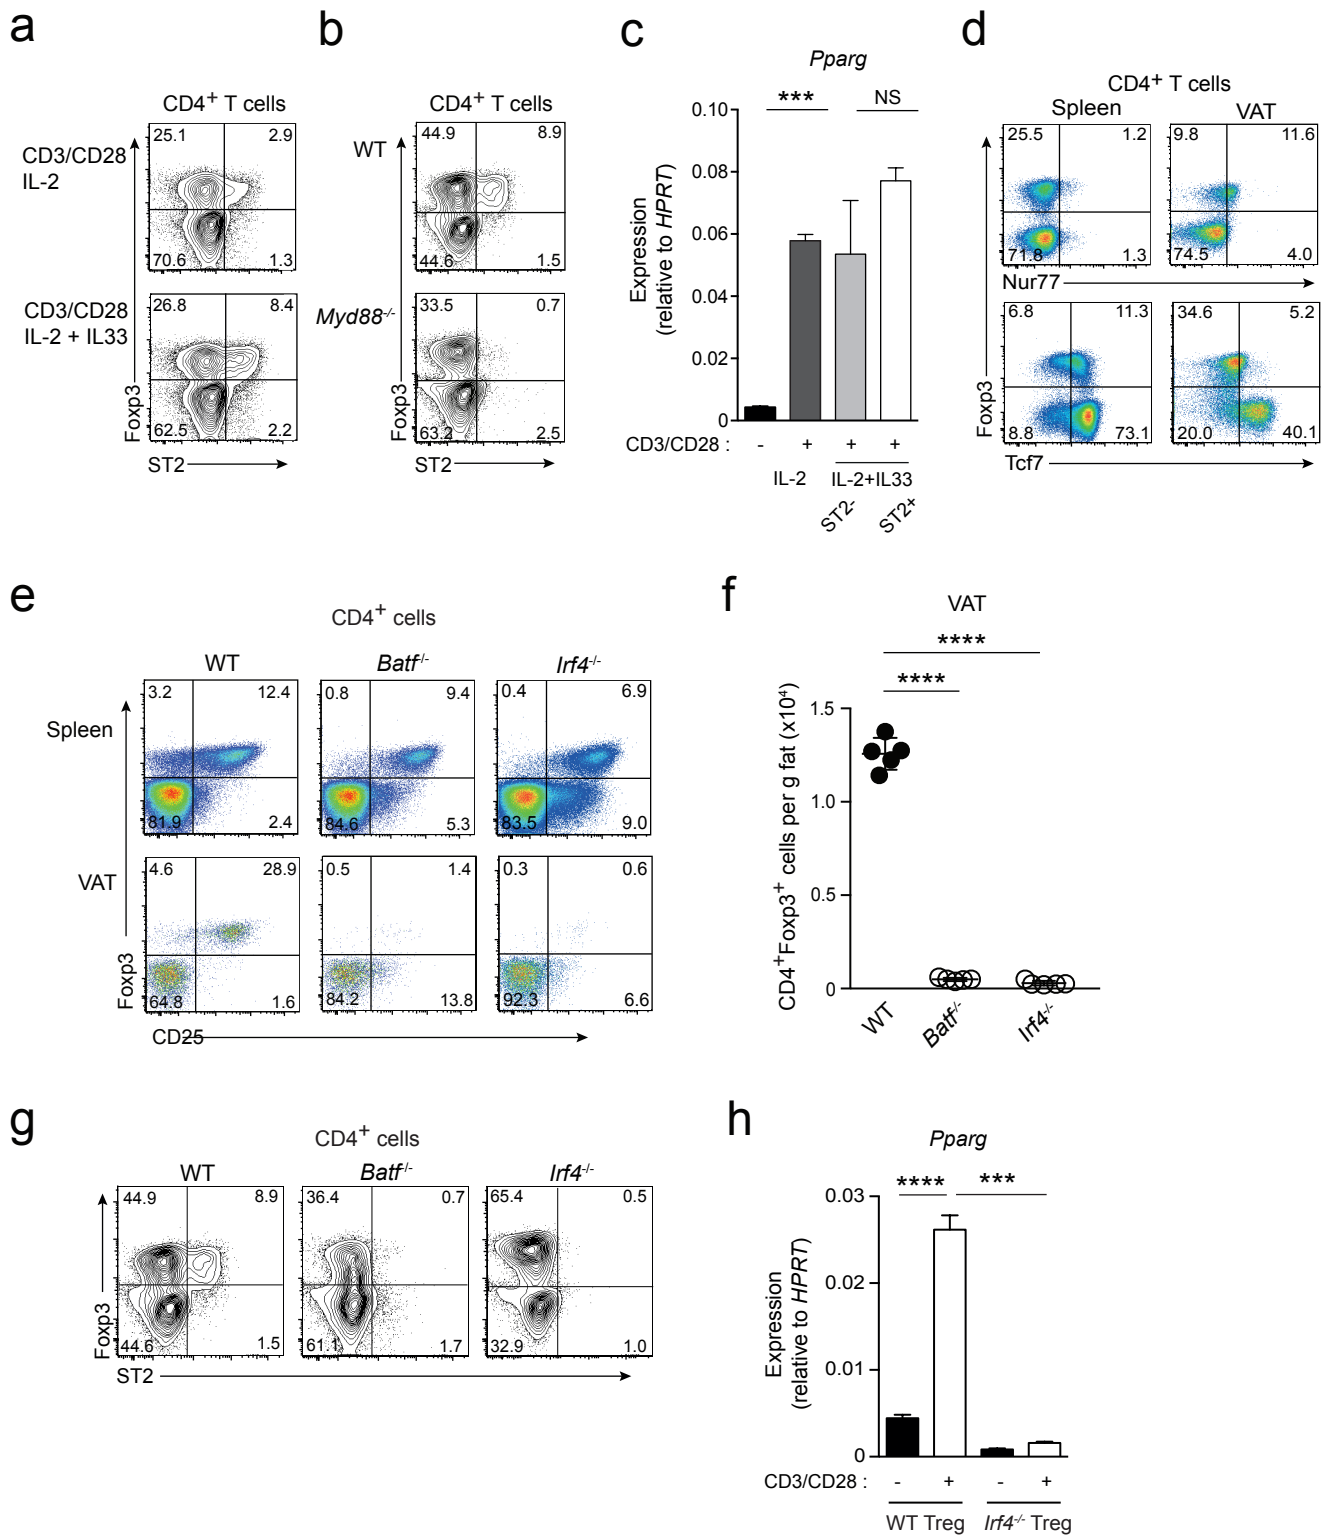 a
CD4+ T cells
CD3/CD28
IL-2
25.1 2.9
70.6 1.3
CD3/CD28
IL-2 + IL33
26.8 8.4
62.5 2.2
Foxp3
ST2
b
CD4+ T cells
WT
44.9 8.9
44.6 1.5
Myd88-/-
33.5 0.7
63.2 2.5
Foxp3
ST2
c
Pparg
*** NS
Expression
(relative to HPRT)
0.10
0.08
0.06
0.04
0.02
0
CD3/CD28 : - + + +
IL-2 IL-2+IL33
ST2- ST2+
d
CD4+ T cells
Spleen VAT
25.5 1.2 9.8 11.6
71.8 1.3 74.5 4.0
Nur77
6.8 11.3 34.6 5.2
8.8 73.1 20.0 40.1
Foxp3
Tcf7
e
CD4+ cells
WT Batf-/- Irf4-/-
Spleen
3.2 12.4 0.8 9.4 0.4 6.9
81.9 2.4 84.6 5.3 83.5 9.0
VAT
4.6 28.9 0.5 1.4 0.3 0.6
64.8 1.6 84.2 13.8 92.3 6.6
Foxp3
CD25
f
VAT
****
****
CD4+Foxp3+ cells per g fat (x10⁴)
1.5
1.0
0.5
0
WT Batf-/- Irf4-/-
g
CD4+ cells
WT Batf-/- Irf4-/-
44.9 8.9 36.4 0.7 65.4 0.5
44.6 1.5 61.1 1.7 32.9 1.0
Foxp3
ST2
h
Pparg
**** ***
Expression
(relative to HPRT)
0.03
0.02
0.01
0
CD3/CD28 : - + - +
WT Treg Irf4-/- Treg